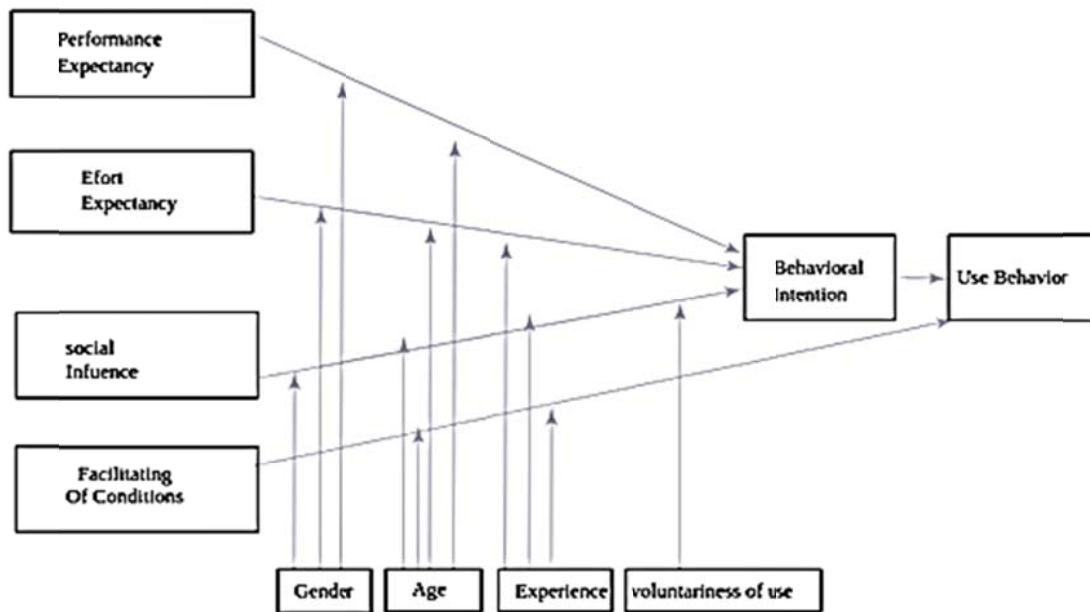 Performance
Expectancy
Efort
Expectancy
social
Infuence
Facilitating
Of Conditions
Behavioral
Intention
Use Behavior
Gender
Age
Experience
voluntariness of use